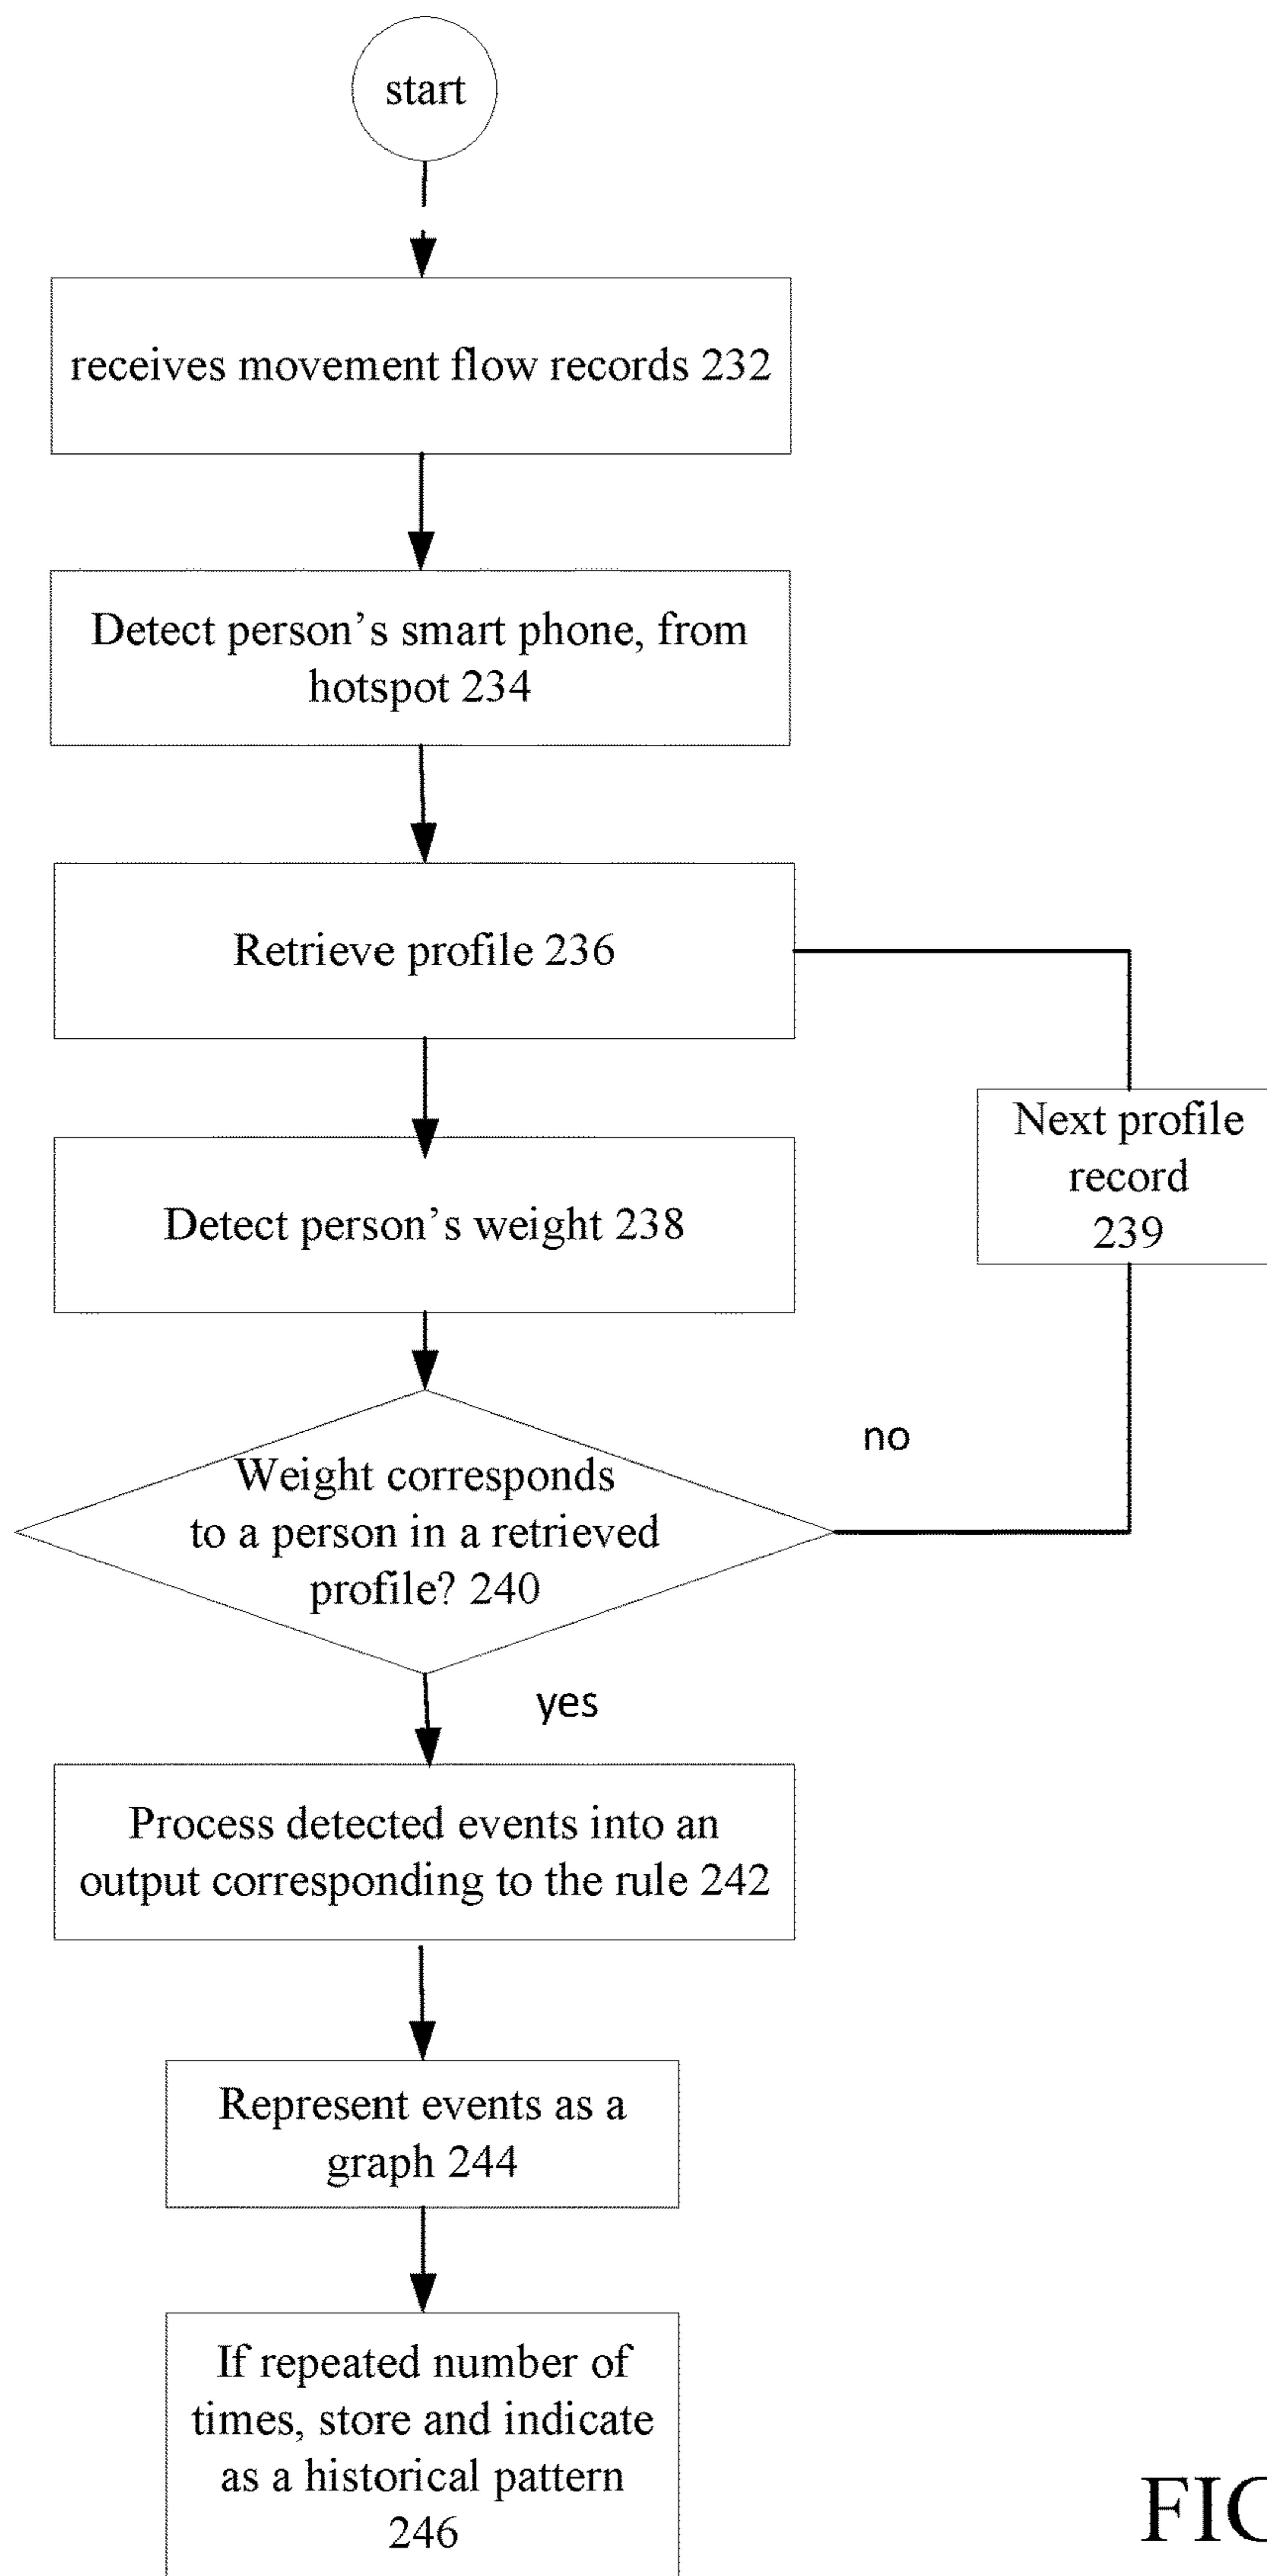 start
receives movement flow records 232
Detect person's smart phone, from
hotspot 234
Retrieve profile 236
Detect person's weight 238
Next profile
record
239
no
Weight corresponds
to a person in a retrieved
profile? 240
yes
Process detected events into an
output corresponding to the rule 242
Represent events as a
graph 244
If repeated number of
times, store and indicate
as a historical pattern
246